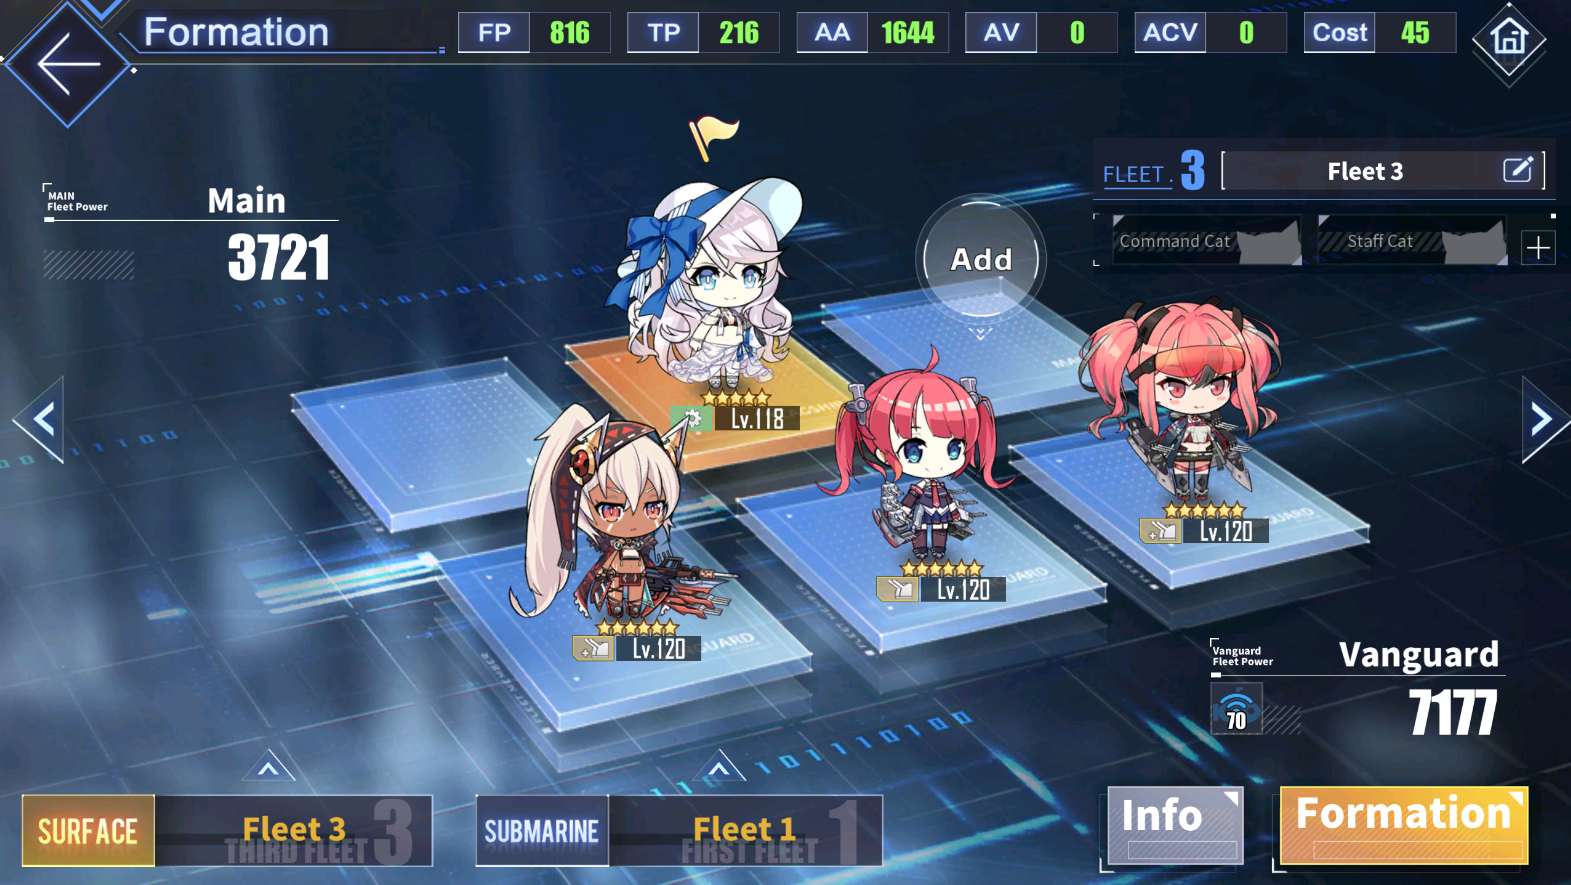 Formation
FP 816
TP 216
AA 1644
AV 0
ACV 0
Cost 45
MAIN
Fleet Power
Main
3721
FLEET. 3
Fleet 3
Command Cat
Staff Cat
Add
Lv.118
Lv.120
Lv.120
Lv.120
VANGUARD
Vanguard
Fleet Power
Vanguard
7177
70
SURFACE
Fleet 3
THIRD FLEET 3
SUBMARINE
Fleet 1
FIRST FLEET 1
Info
Formation